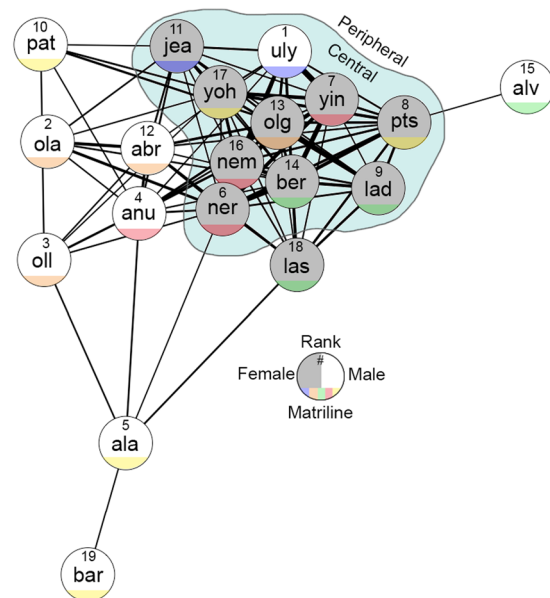 10
pat
11
jea
1
uly
Peripheral
Central
15
alv
17
yoh
7
yin
13
olg
8
pts
2
ola
12
abr
16
nem
14
ber
9
lad
4
anu
6
ner
3
oll
18
las
Rank
#
Female
Male
Matriline
5
ala
19
bar